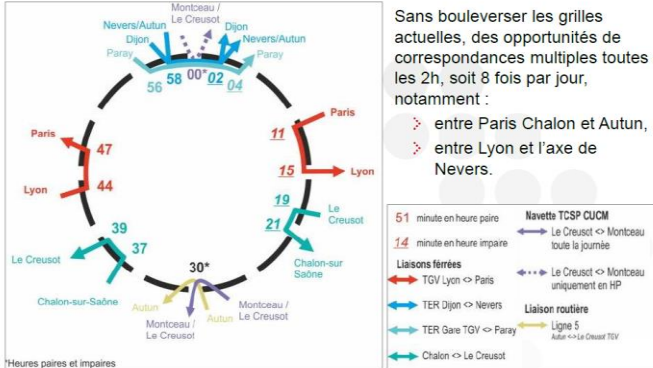 Montceau /
Le Creusot
Nevers/Autun
Dijon
Dijon
Nevers/Autun
Paray
Paray
56
58
00*
02
04
Paris
11
15
Lyon
Paris
47
44
Lyon
19
21
Le
Creusot
Chalon-sur
Saône
39
37
Le Creusot
Chalon-sur-Saône
30*
Autun
Montceau /
Le Creusot
Autun
Montceau /
Le Creusot
*Heures paires et impaires
Sans bouleverser les grilles
actuelles, des opportunités de
correspondances multiples toutes
les 2h, soit 8 fois par jour,
notamment :
entre Paris Chalon et Autun,
entre Lyon et l'axe de
Nevers.
51 minute en heure paire
14 minute en heure impaire
Liaisons férrées
TGV Lyon <> Paris
TER Dijon <> Nevers
TER Gare TGV <> Paray
Chalon <> Le Creusot
Navette TCSP CUCM
Le Creusot <> Montceau
toute la journée
Le Creusot <> Montceau
uniquement en HP
Liaison routière
Ligne 5
Autun <-> Le Creusot TGV